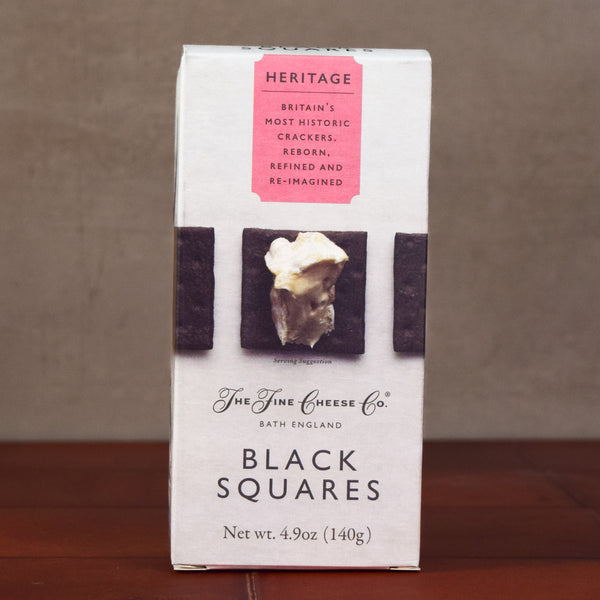 SQUARES
HERITAGE
BRITAIN'S
MOST HISTORIC
CRACKERS.
REBORN,
REFINED AND
RE-IMAGINED
Serving Suggestion
The Fine Cheese Co.®
BATH ENGLAND
BLACK
SQUARES
Net wt. 4.9oz (140g)